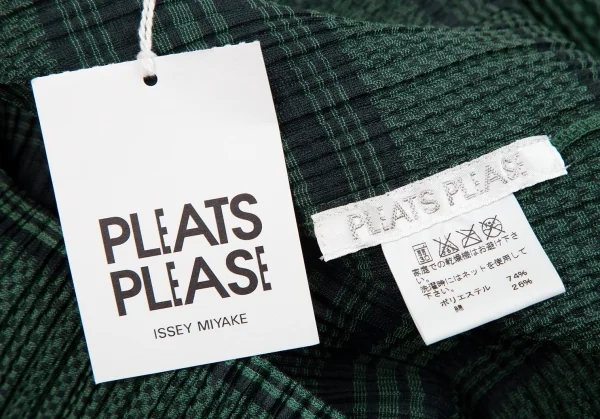 PLEATS
PLEASE
ISSEY MIYAKE
PLEATS PLEASE
高温での乾燥機はお避け下さ
い。
洗濯時にはネットを使用して
下さい。
ポリエステル 74%
綿 26%